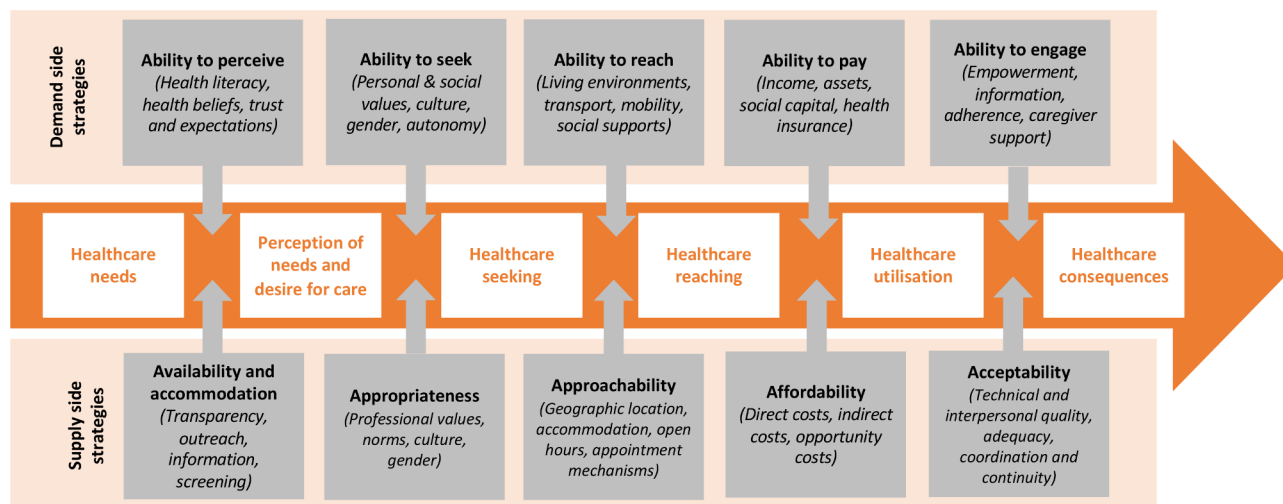 Demand side
strategies
Ability to perceive
(Health literacy,
health beliefs, trust
and expectations)
Ability to seek
(Personal & social
values, culture,
gender, autonomy)
Ability to reach
(Living environments,
transport, mobility,
social supports)
Ability to pay
(Income, assets,
social capital, health
insurance)
Ability to engage
(Empowerment,
information,
adherence, caregiver
support)
Healthcare
needs
Perception of
needs and
desire for care
Healthcare
seeking
Healthcare
reaching
Healthcare
utilisation
Healthcare
consequences
Supply side
strategies
Availability and
accommodation
(Transparency,
outreach,
information,
screening)
Appropriateness
(Professional values,
norms, culture,
gender)
Approachability
(Geographic location,
accommodation, open
hours, appointment
mechanisms)
Affordability
(Direct costs, indirect
costs, opportunity
costs)
Acceptability
(Technical and
interpersonal quality,
adequacy,
coordination and
continuity)